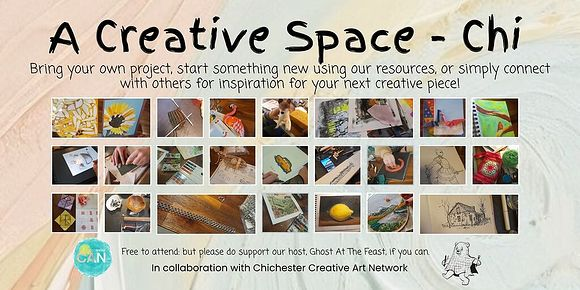 A Creative Space - Chi
Bring your own project, start something new using our resources, or simply connect
with others for inspiration for your next creative piece!
CAN
Free to attend: but please do support our host, Ghost At The Feast, if you can.
In collaboration with Chichester Creative Art Network